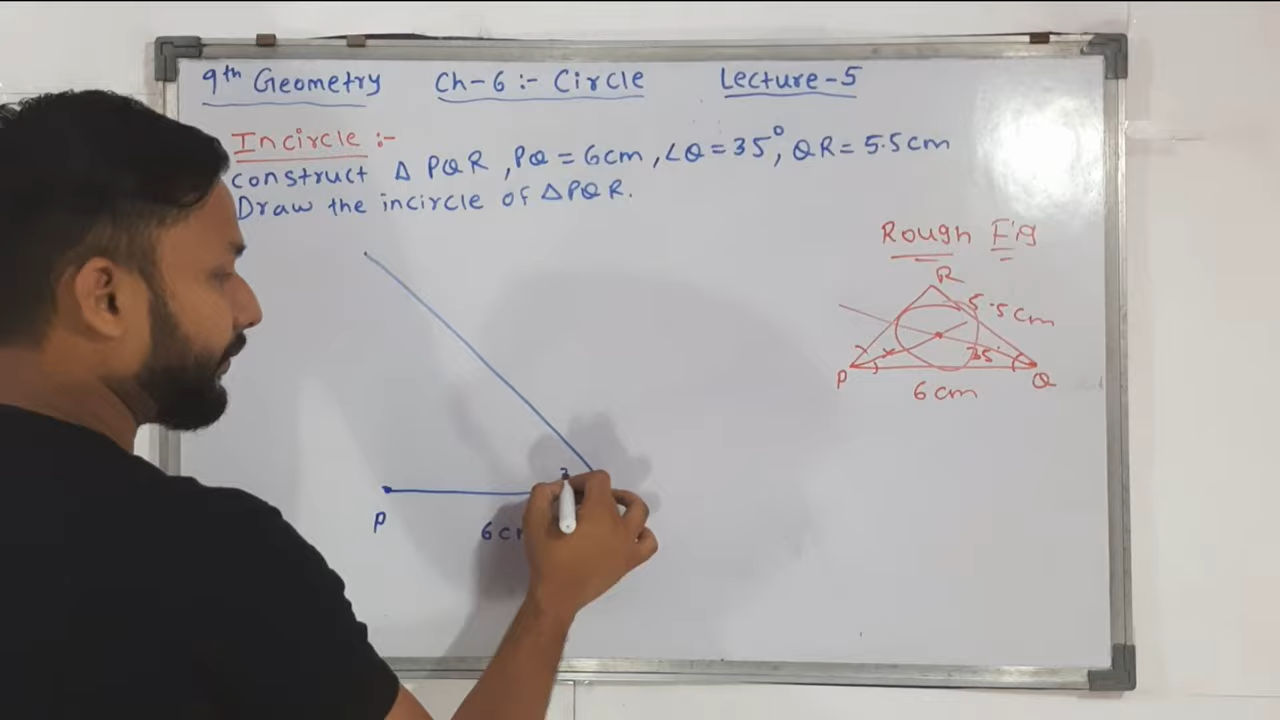 9th Geometry Ch-6 :- Circle Lecture-5
Incircle :-
construct Δ PQR , PQ = 6cm , ∠Q = 35°, QR = 5.5cm
Draw the incircle of ΔPQR.
Rough Fig
R
5.5cm
35°
P Q
6cm
P